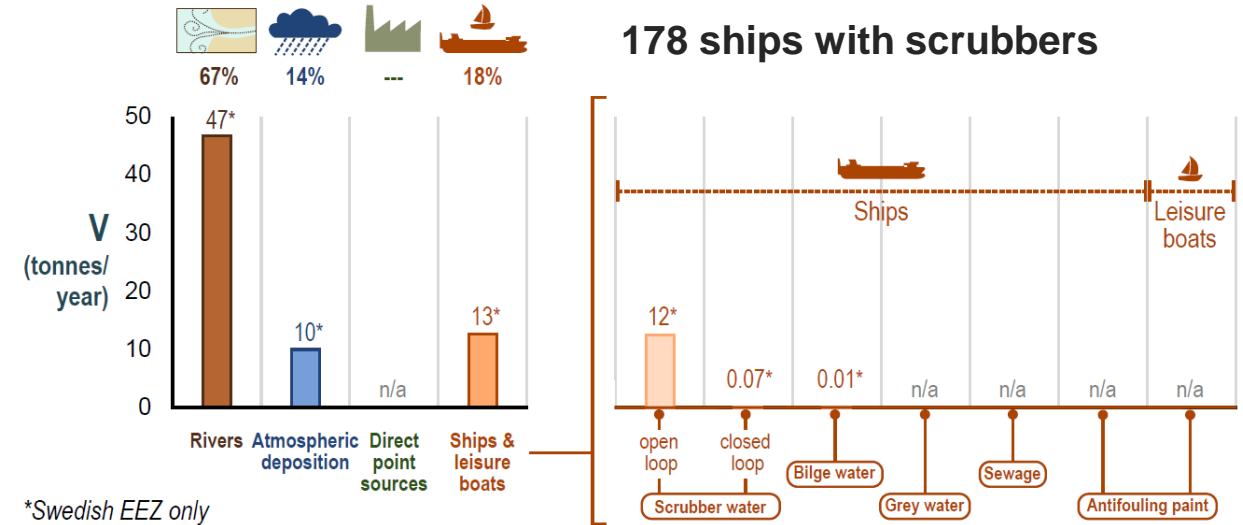 178 ships with scrubbers
67%
14%
---
18%
50
40
30
20
10
0
V
(tonnes/
year)
47*
10*
n/a
13*
Rivers
Atmospheric
deposition
Direct
point
sources
Ships &
leisure
boats
*Swedish EEZ only
Ships
Leisure
boats
12*
0.07*
0.01*
n/a
n/a
n/a
n/a
open
loop
closed
loop
Scrubber water
Bilge water
Grey water
Sewage
Antifouling paint